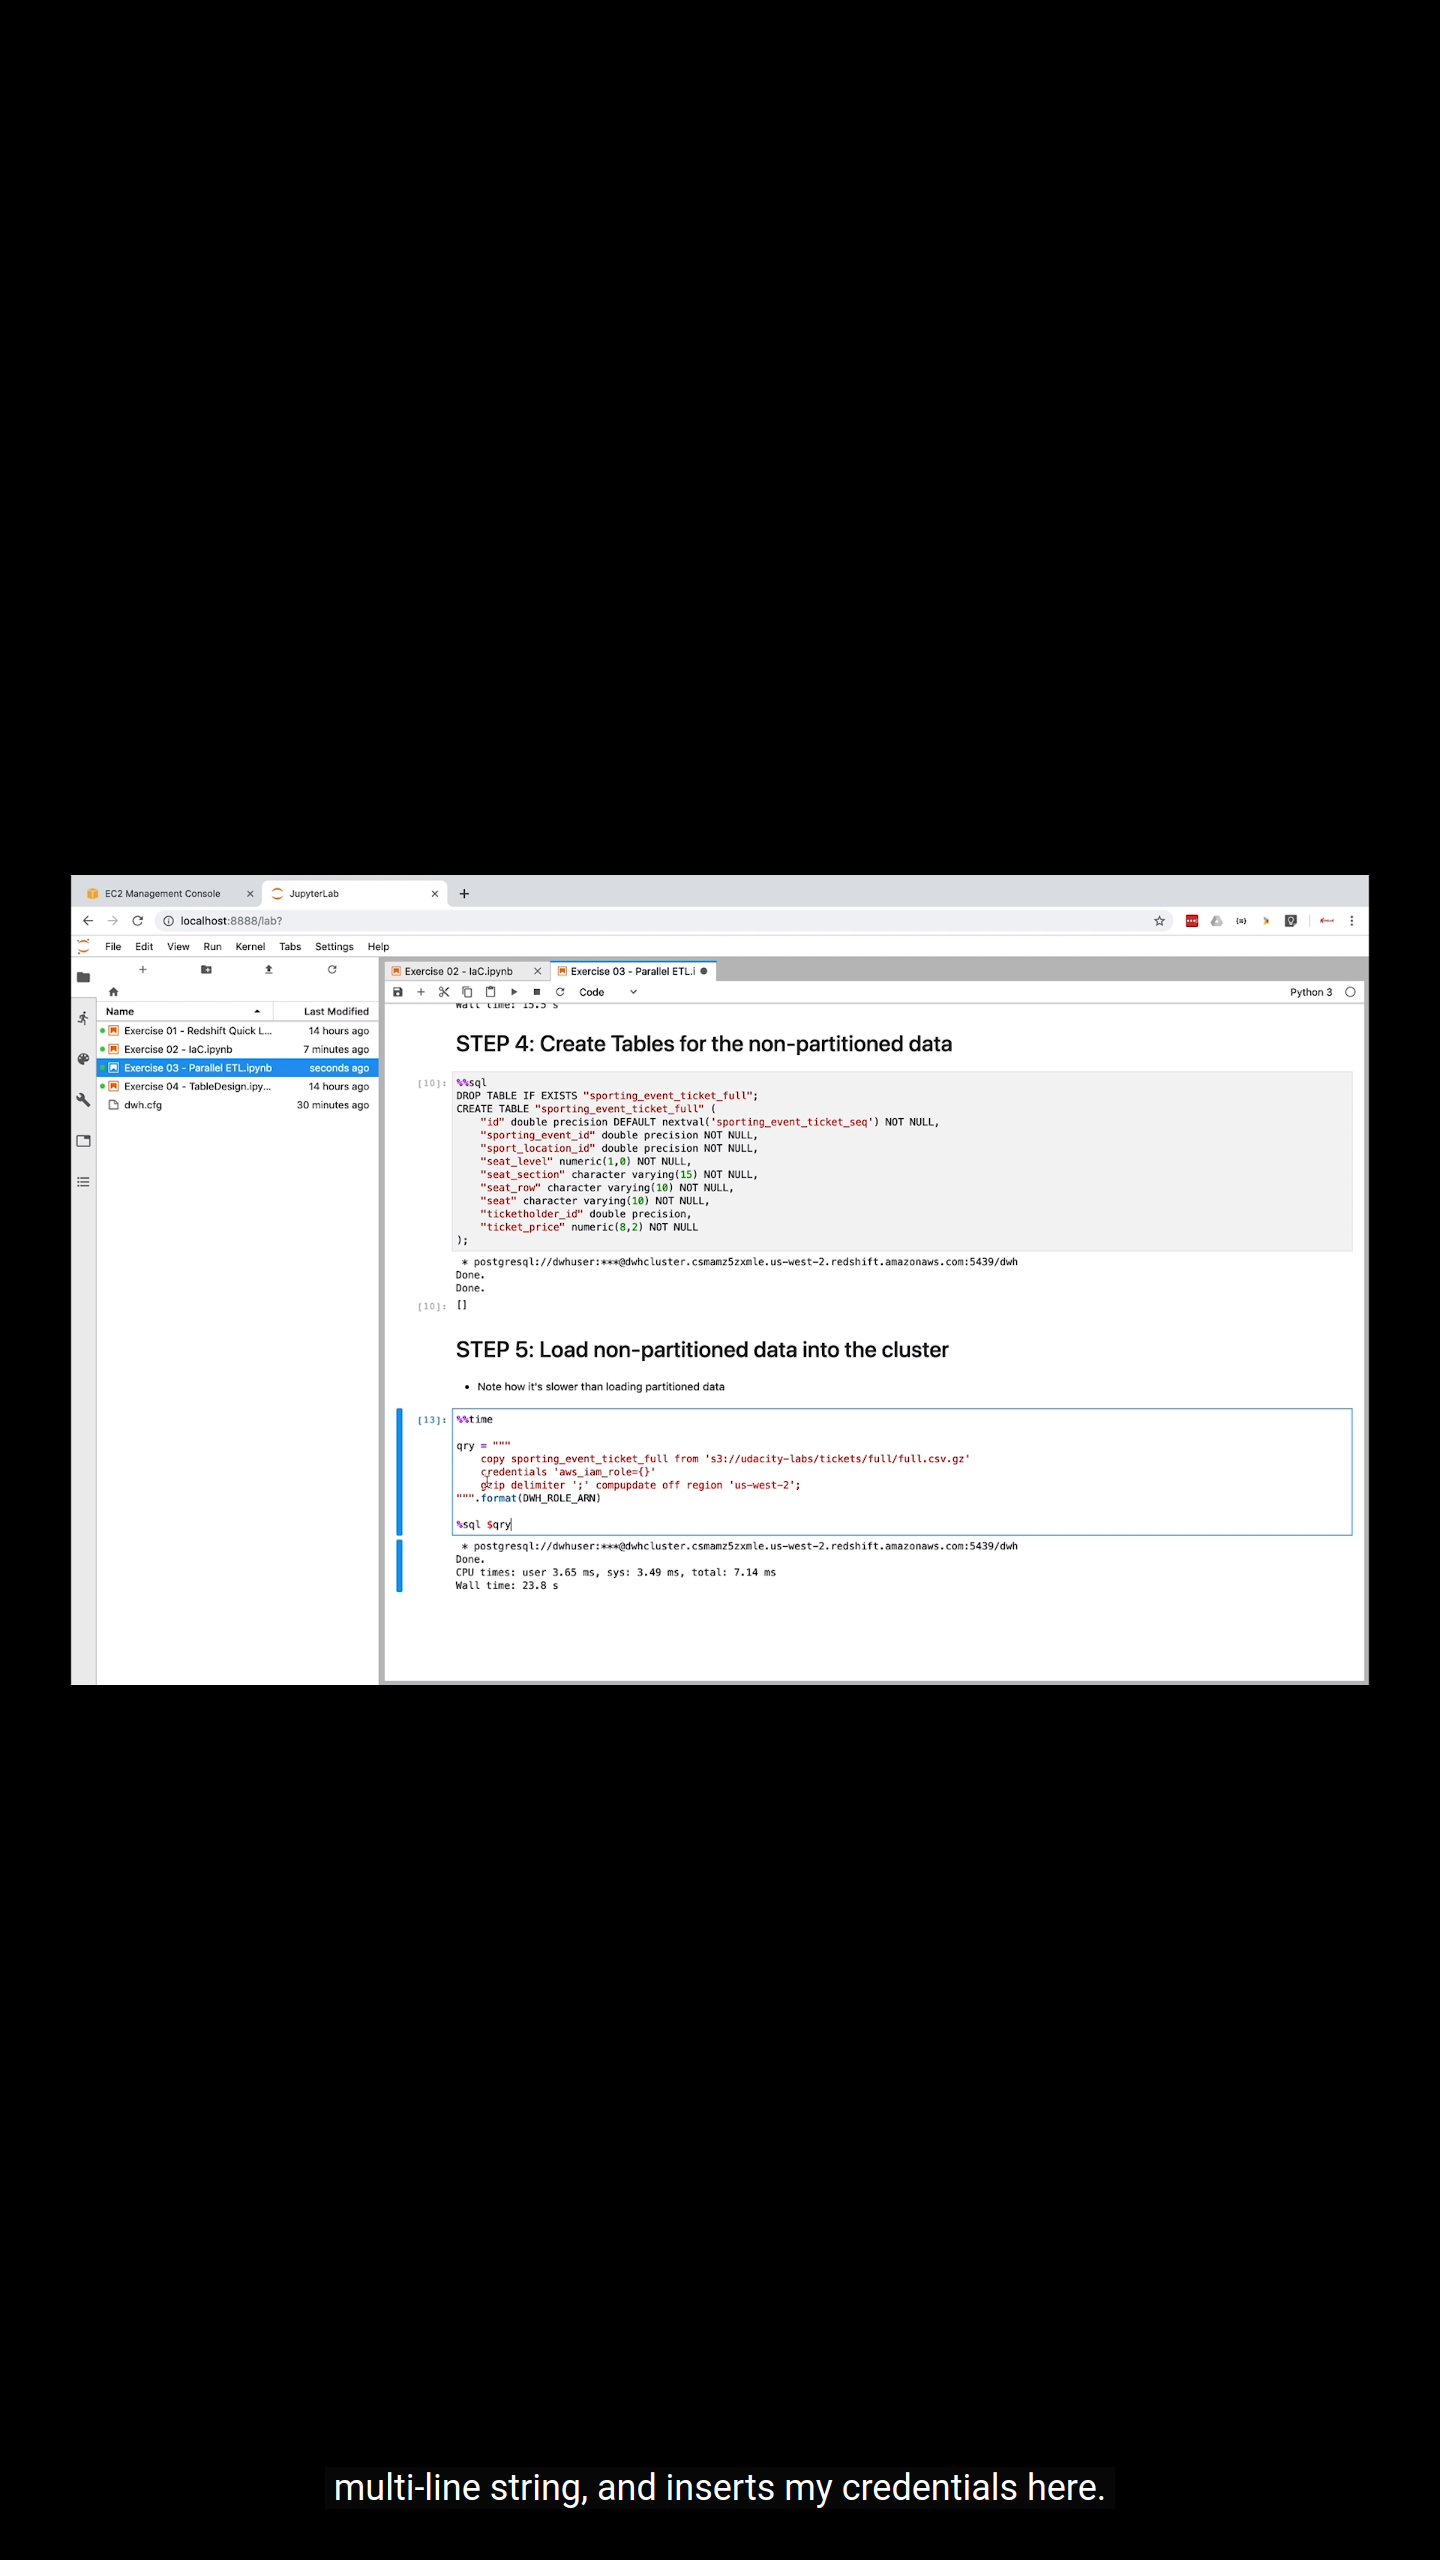 EC2 Management Console
JupyterLab
localhost:8888/lab?
File Edit View Run Kernel Tabs Settings Help
Name Last Modified
Exercise 01 - Redshift Quick L... 14 hours ago
Exercise 02 - IaC.ipynb 7 minutes ago
Exercise 03 - Parallel ETL.ipynb seconds ago
Exercise 04 - TableDesign.ipy... 14 hours ago
dwh.cfg 30 minutes ago
Exercise 02 - IaC.ipynb Exercise 03 - Parallel ETL.i
Code Python 3
Wall time: 15.5 s
STEP 4: Create Tables for the non-partitioned data
[10]: %%sql
DROP TABLE IF EXISTS "sporting_event_ticket_full";
CREATE TABLE "sporting_event_ticket_full" (
"id" double precision DEFAULT nextval('sporting_event_ticket_seq') NOT NULL,
"sporting_event_id" double precision NOT NULL,
"sport_location_id" double precision NOT NULL,
"seat_level" numeric(1,0) NOT NULL,
"seat_section" character varying(15) NOT NULL,
"seat_row" character varying(10) NOT NULL,
"seat" character varying(10) NOT NULL,
"ticketholder_id" double precision,
"ticket_price" numeric(8,2) NOT NULL
);
* postgresql://dwhuser:***@dwhcluster.csmamz5zxmle.us-west-2.redshift.amazonaws.com:5439/dwh
Done.
Done.
[10]: []
STEP 5: Load non-partitioned data into the cluster
• Note how it's slower than loading partitioned data
[13]: %%time
qry = """
copy sporting_event_ticket_full from 's3://udacity-labs/tickets/full/full.csv.gz'
credentials 'aws_iam_role={}'
gzip delimiter ';' compupdate off region 'us-west-2';
""".format(DWH_ROLE_ARN)
%sql $qry
* postgresql://dwhuser:***@dwhcluster.csmamz5zxmle.us-west-2.redshift.amazonaws.com:5439/dwh
Done.
CPU times: user 3.65 ms, sys: 3.49 ms, total: 7.14 ms
Wall time: 23.8 s
multi-line string, and inserts my credentials here.